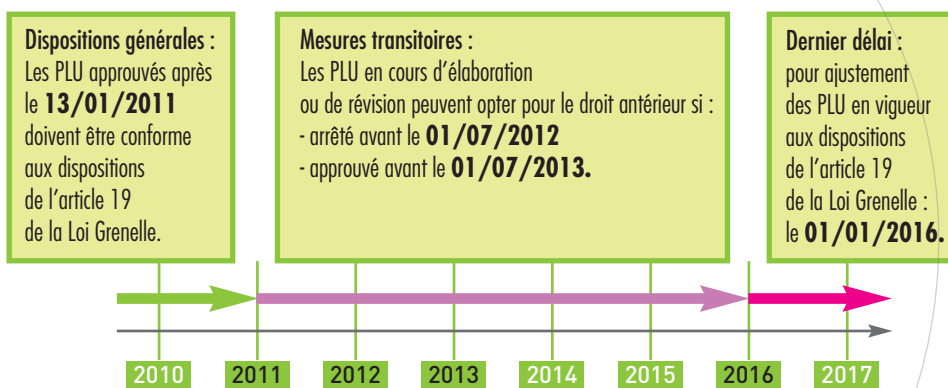 Dispositions générales :
Les PLU approuvés après
le 13/01/2011
doivent être conforme
aux dispositions
de l'article 19
de la Loi Grenelle.
Mesures transitoires :
Les PLU en cours d'élaboration
ou de révision peuvent opter pour le droit antérieur si :
- arrêté avant le 01/07/2012
- approuvé avant le 01/07/2013.
Dernier délai :
pour ajustement
des PLU en vigueur
aux dispositions
de l'article 19
de la Loi Grenelle :
le 01/01/2016.
2010 2011 2012 2013 2014 2015 2016 2017